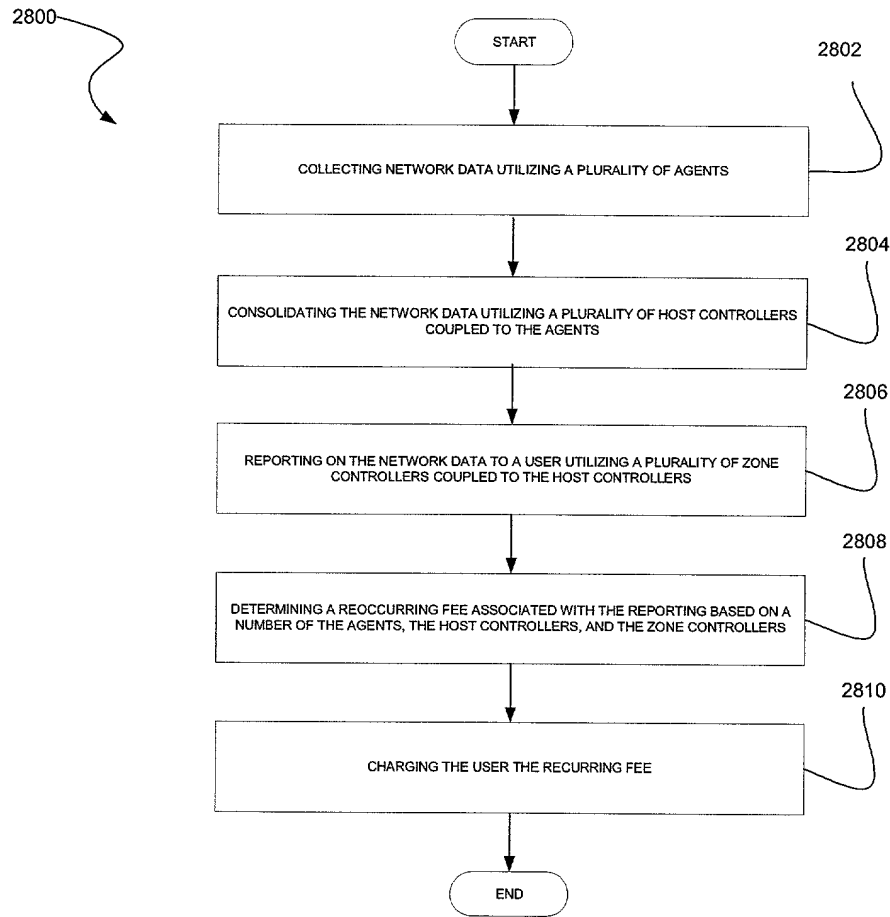 2800
START
2802
COLLECTING NETWORK DATA UTILIZING A PLURALITY OF AGENTS
2804
CONSOLIDATING THE NETWORK DATA UTILIZING A PLURALITY OF HOST CONTROLLERS
COUPLED TO THE AGENTS
2806
REPORTING ON THE NETWORK DATA TO A USER UTILIZING A PLURALITY OF ZONE
CONTROLLERS COUPLED TO THE HOST CONTROLLERS
2808
DETERMINING A REOCCURRING FEE ASSOCIATED WITH THE REPORTING BASED ON A
NUMBER OF THE AGENTS, THE HOST CONTROLLERS, AND THE ZONE CONTROLLERS
2810
CHARGING THE USER THE RECURRING FEE
END